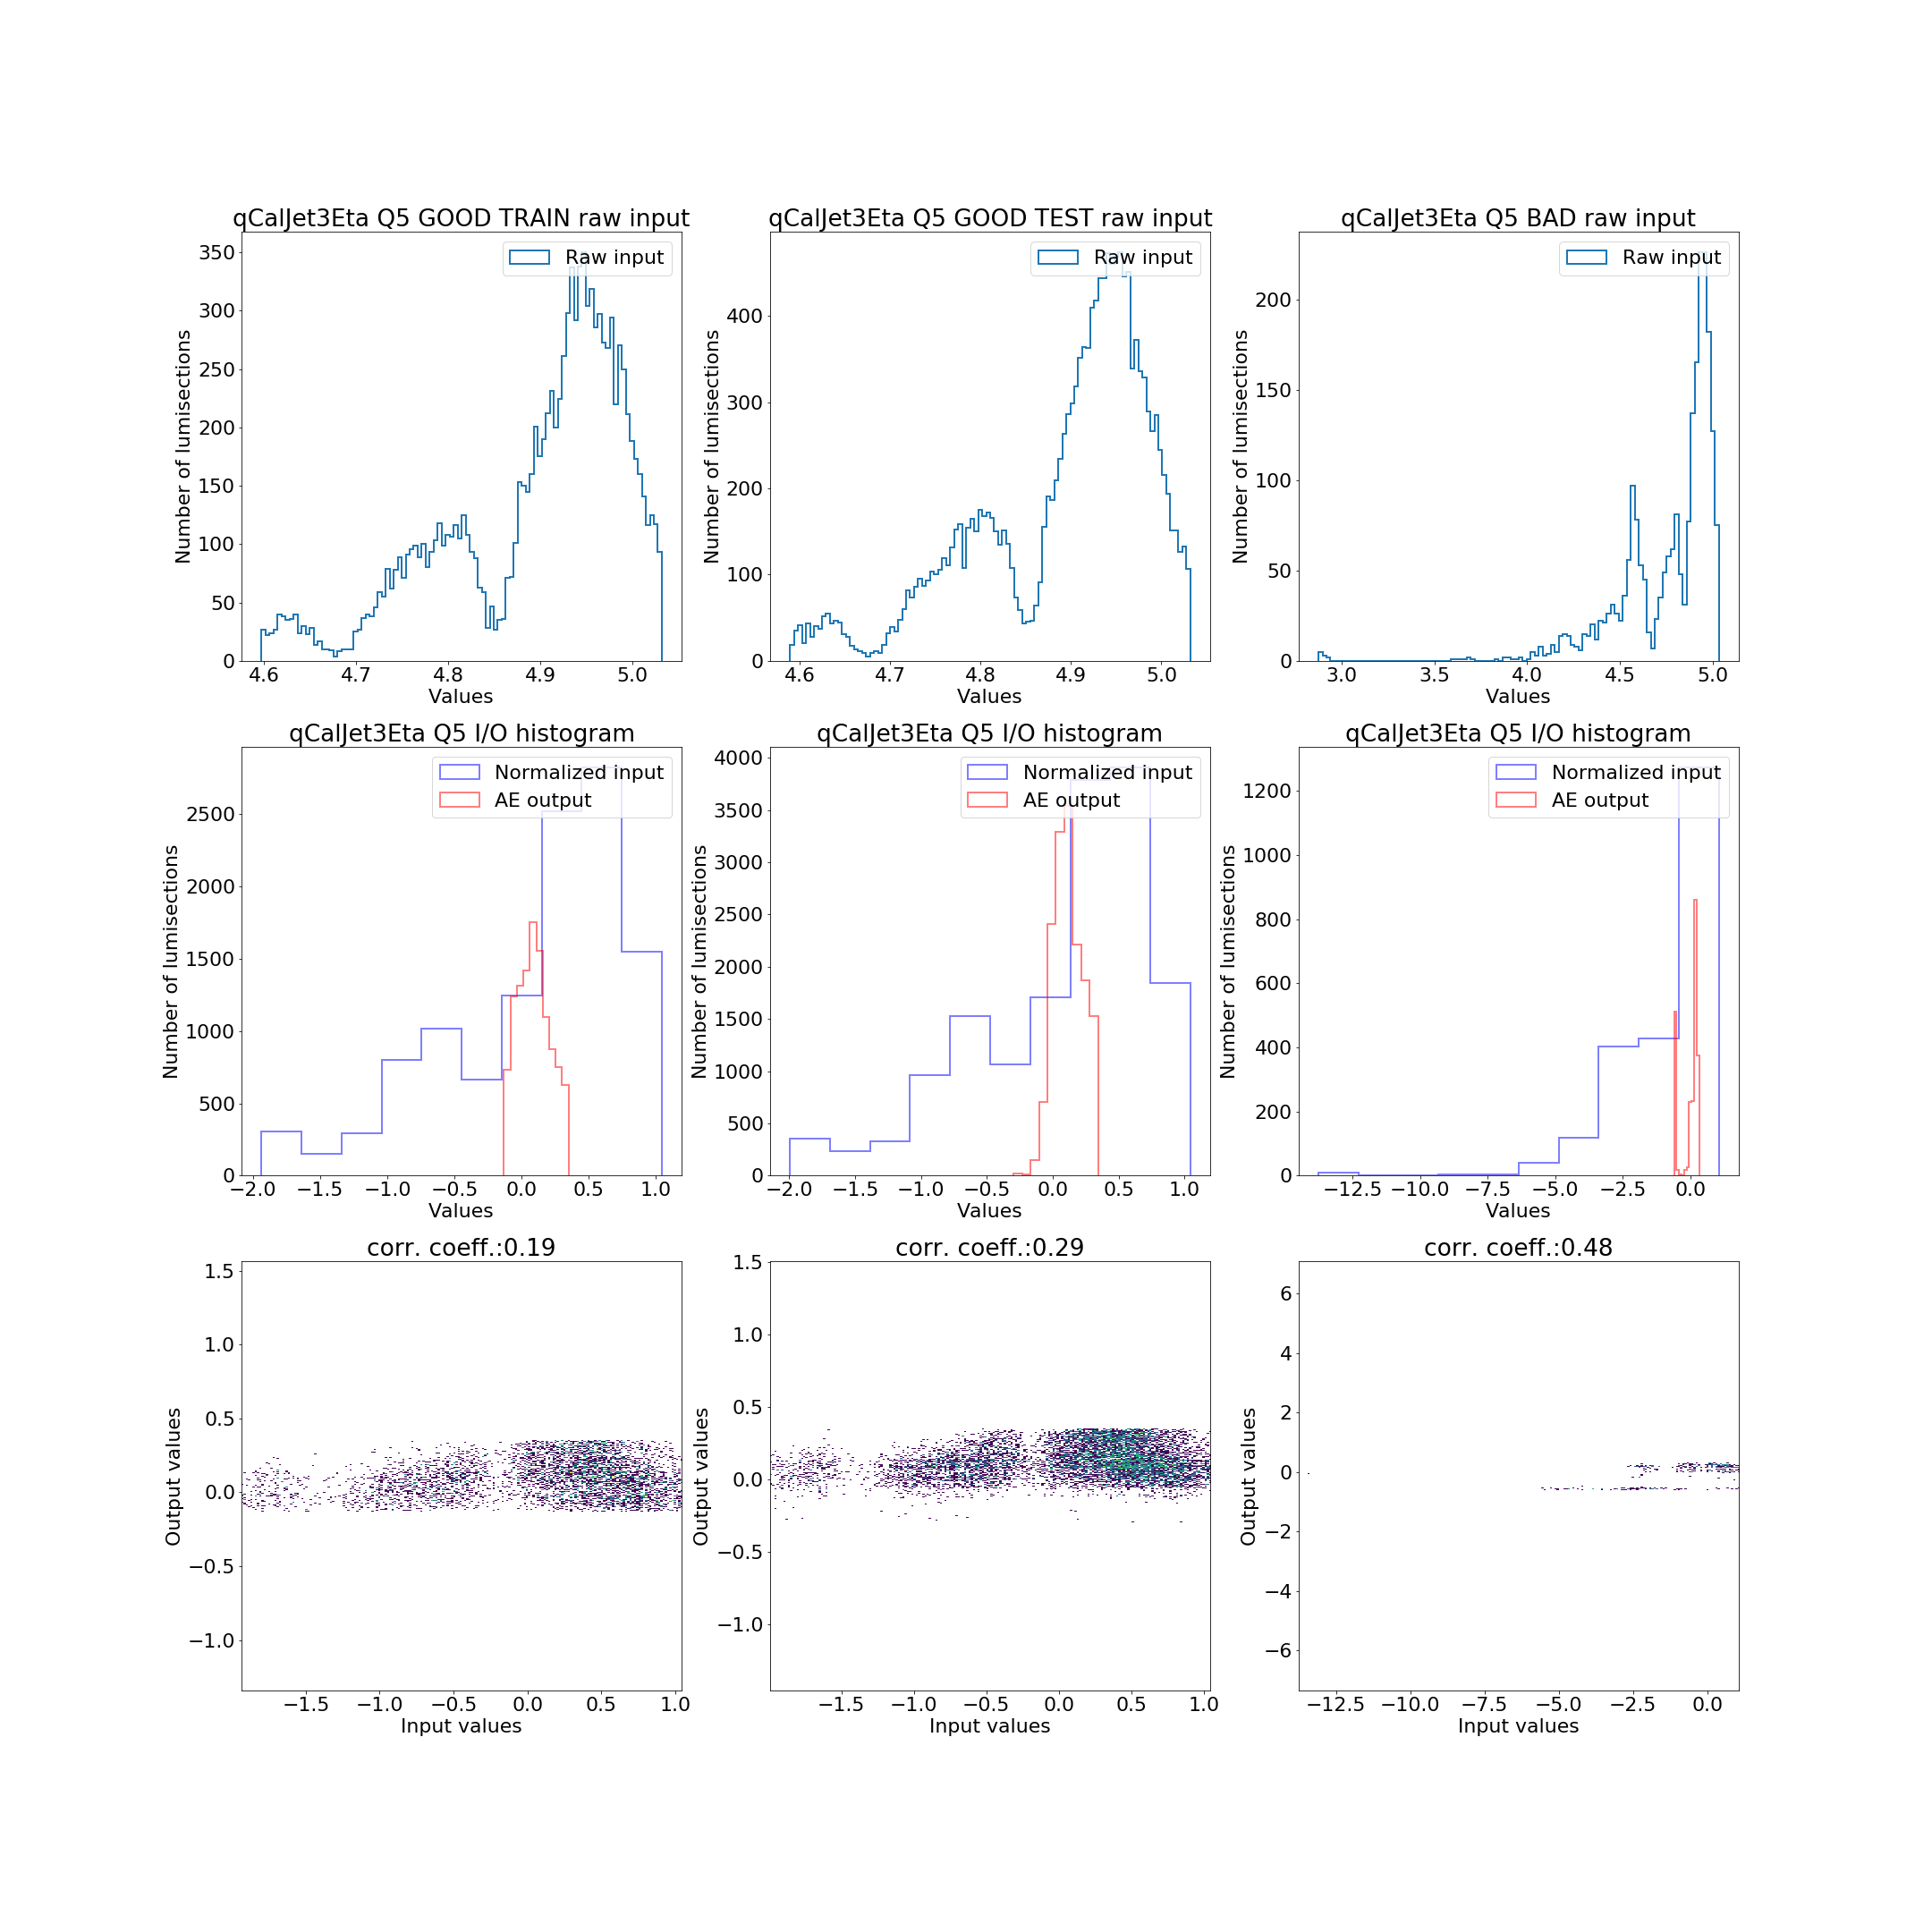 qCalJet3Eta Q5 GOOD TRAIN raw input
Raw input
350
300
250
200
150
100
50
0
Number of lumisections
4.6 4.7 4.8 4.9 5.0
Values
qCalJet3Eta Q5 GOOD TEST raw input
Raw input
400
300
200
100
0
Number of lumisections
4.6 4.7 4.8 4.9 5.0
Values
qCalJet3Eta Q5 BAD raw input
Raw input
200
150
100
50
0
Number of lumisections
3.0 3.5 4.0 4.5 5.0
Values
qCalJet3Eta Q5 I/O histogram
Normalized input
AE output
2500
2000
1500
1000
500
0
Number of lumisections
−2.0 −1.5 −1.0 −0.5 0.0 0.5 1.0
Values
qCalJet3Eta Q5 I/O histogram
Normalized input
AE output
4000
3500
3000
2500
2000
1500
1000
500
0
Number of lumisections
−2.0 −1.5 −1.0 −0.5 0.0 0.5 1.0
Values
qCalJet3Eta Q5 I/O histogram
Normalized input
AE output
1200
1000
800
600
400
200
0
Number of lumisections
−12.5 −10.0 −7.5 −5.0 −2.5 0.0
Values
corr. coeff.:0.19
1.5
1.0
0.5
0.0
−0.5
−1.0
Output values
−1.5 −1.0 −0.5 0.0 0.5 1.0
Input values
corr. coeff.:0.29
1.5
1.0
0.5
0.0
−0.5
−1.0
Output values
−1.5 −1.0 −0.5 0.0 0.5 1.0
Input values
corr. coeff.:0.48
6
4
2
0
−2
−4
−6
Output values
−12.5 −10.0 −7.5 −5.0 −2.5 0.0
Input values